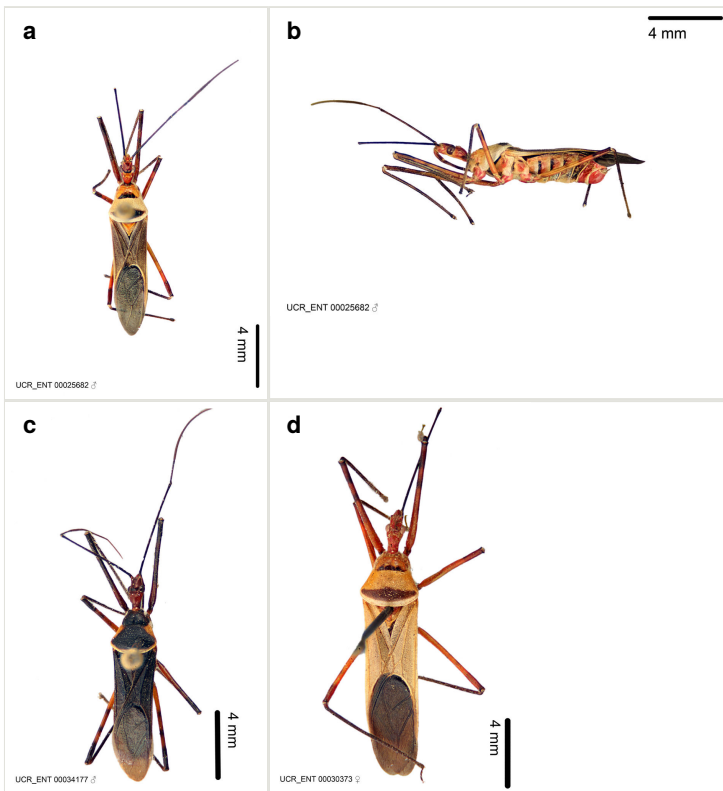 a
4 mm
UCR_ENT 00025682 ♂
b
4 mm
UCR_ENT 00025682 ♂
c
4 mm
UCR_ENT 00034177 ♂
d
4 mm
UCR_ENT 00030373 ♀